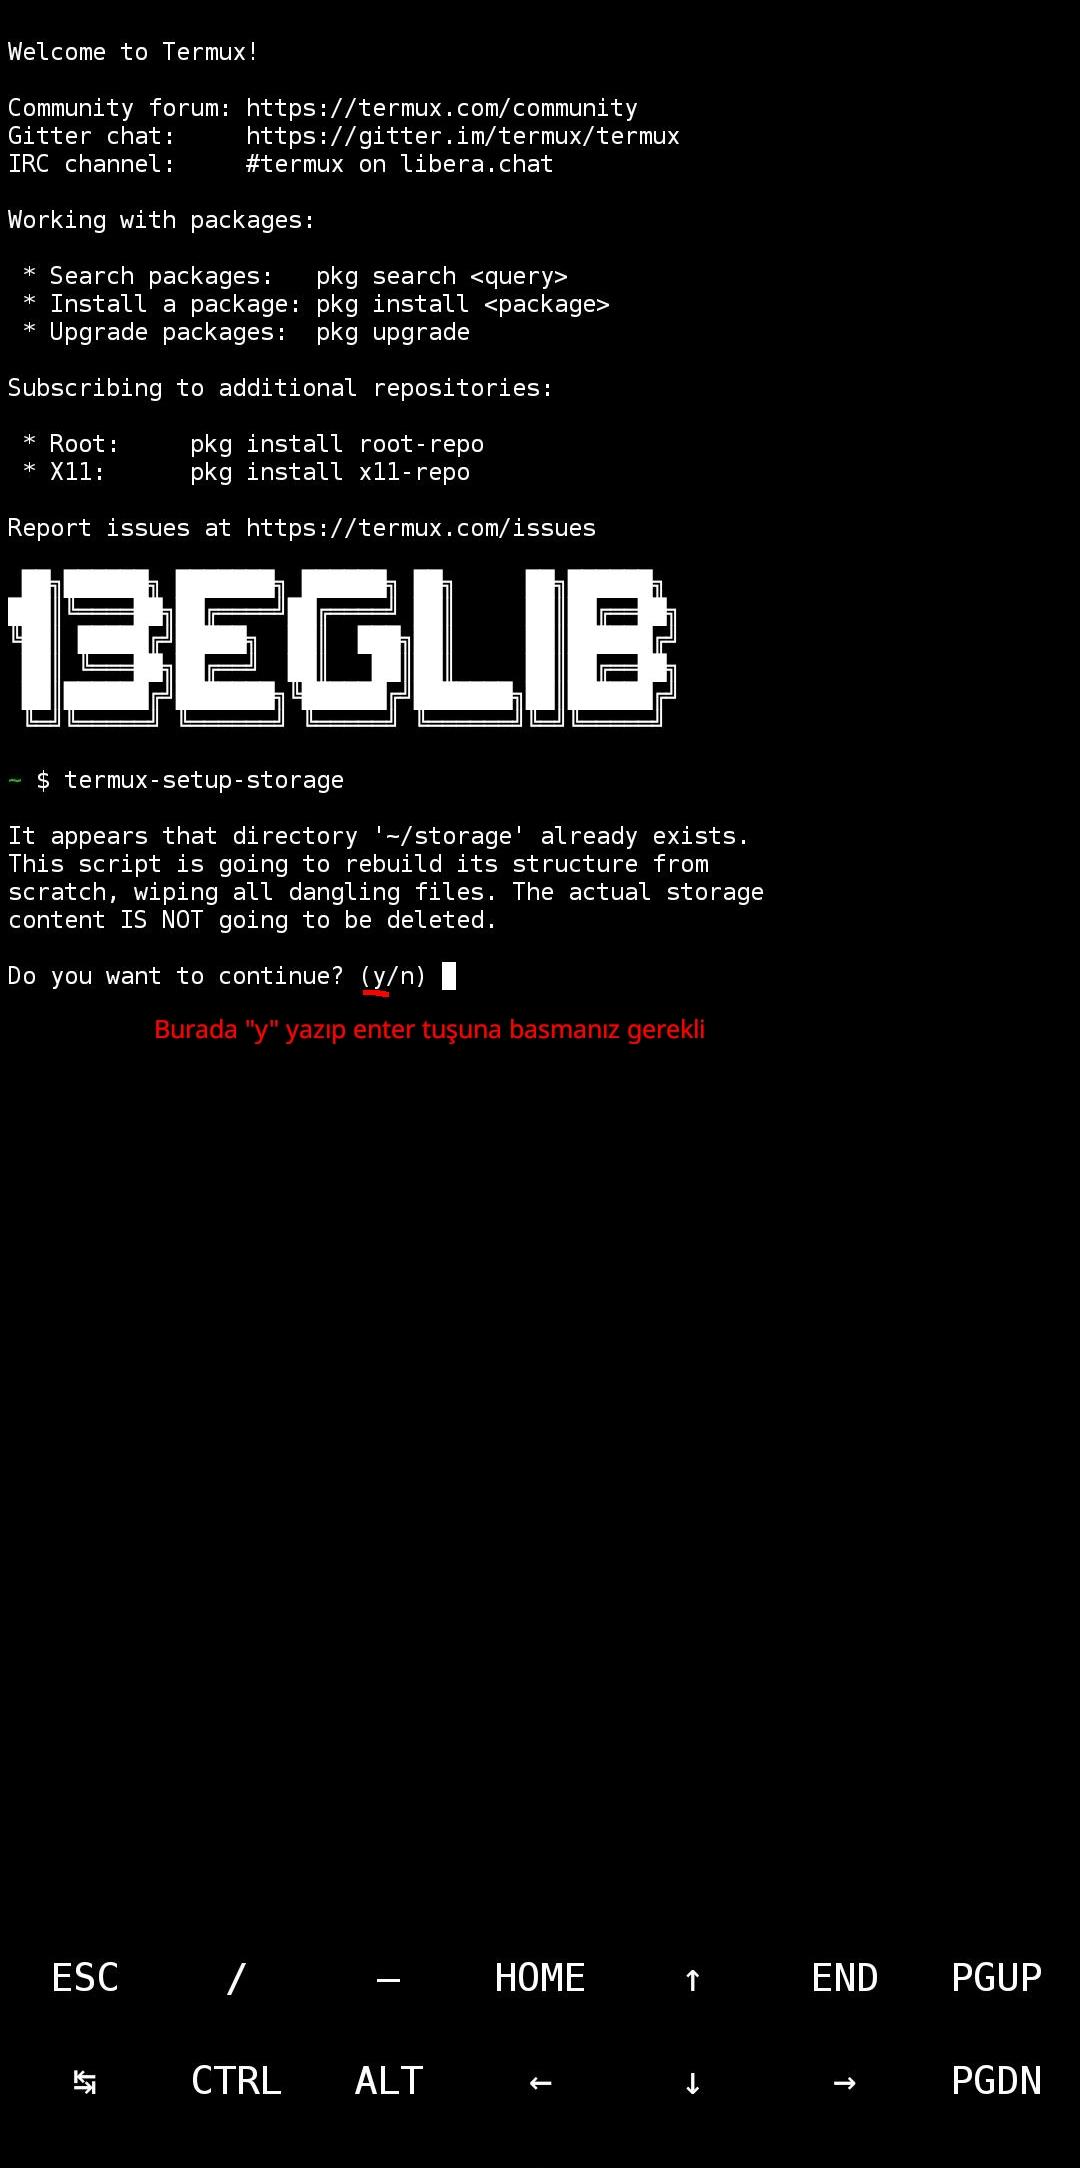 Welcome to Termux!
Community forum: https://termux.com/community
Gitter chat:     https://gitter.im/termux/termux
IRC channel:     #termux on libera.chat
Working with packages:
 * Search packages:   pkg search <query>
 * Install a package: pkg install <package>
 * Upgrade packages:  pkg upgrade
Subscribing to additional repositories:
 * Root:     pkg install root-repo
 * X11:      pkg install x11-repo
Report issues at https://termux.com/issues
13EGLIB
~ $ termux-setup-storage
It appears that directory '~/storage' already exists.
This script is going to rebuild its structure from
scratch, wiping all dangling files. The actual storage
content IS NOT going to be deleted.
Do you want to continue? (y/n)
Burada "y" yazıp enter tuşuna basmanız gerekli
ESC / — HOME ↑ END PGUP
↹ CTRL ALT ← ↓ → PGDN